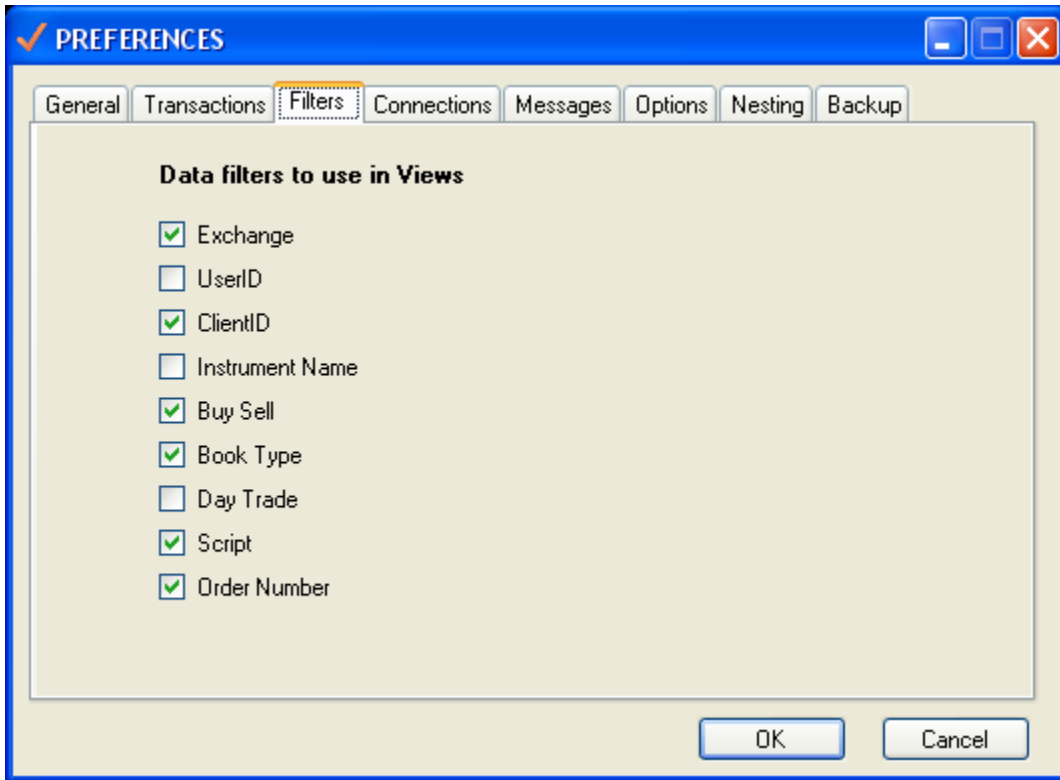 PREFERENCES
General Transactions Filters Connections Messages Options Nesting Backup
Data filters to use in Views
Exchange
UserID
ClientID
Instrument Name
Buy Sell
Book Type
Day Trade
Script
Order Number
OK Cancel